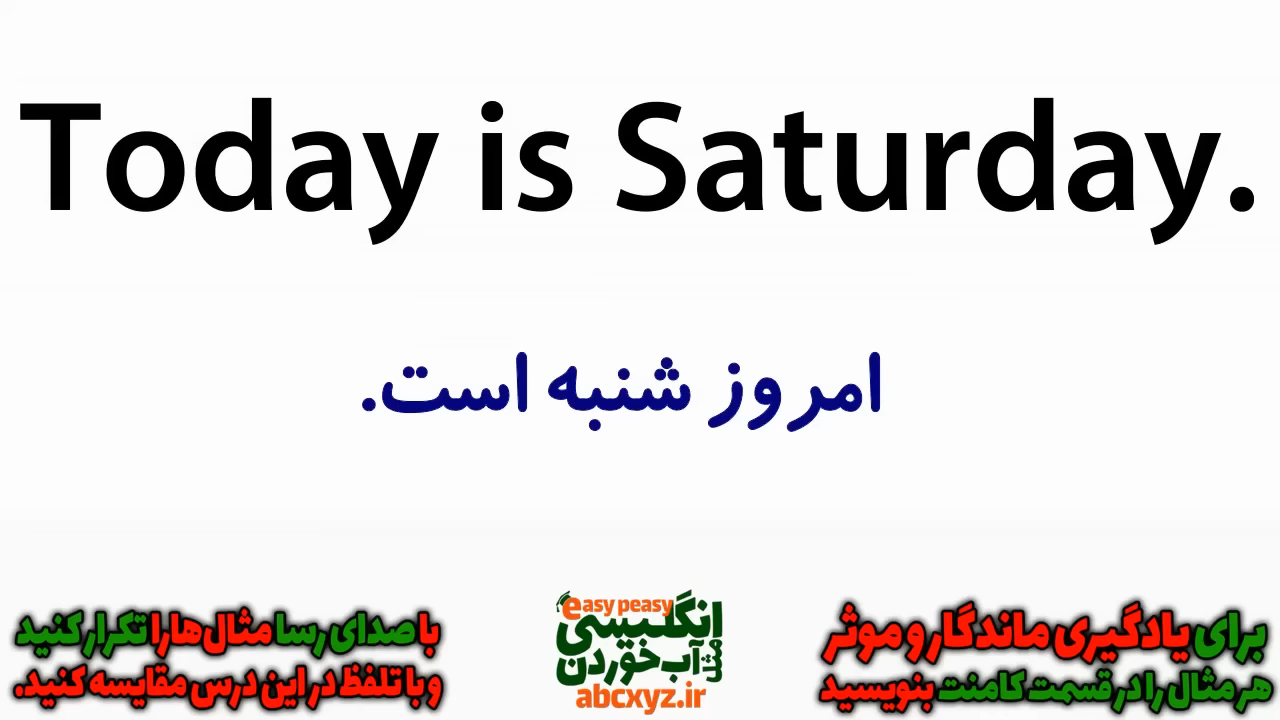 Today is Saturday.
امروز شنبه است.
برای یادگیری ماندگار و موثر
هر مثال را در قسمت کامنت بنویسید
easy peasy
انگلیسی
مثل آب خوردن
abcxyz.ir
با صدای رسا مثال‌ها را تکرار کنید
و با تلفظ در این درس مقایسه کنید.